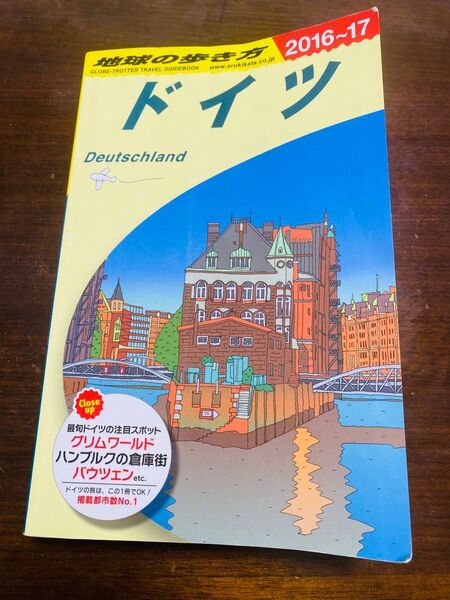 地球の歩き方
2016~17
GLOBE-TROTTER TRAVEL GUIDEBOOK
www.arukikata.co.jp
ドイツ
Deutschland
Close
up
最旬ドイツの注目スポット
グリムワールド
ハンブルクの倉庫街
バウツェンetc.
ドイツの旅は、この1冊でOK!
掲載都市数No.1